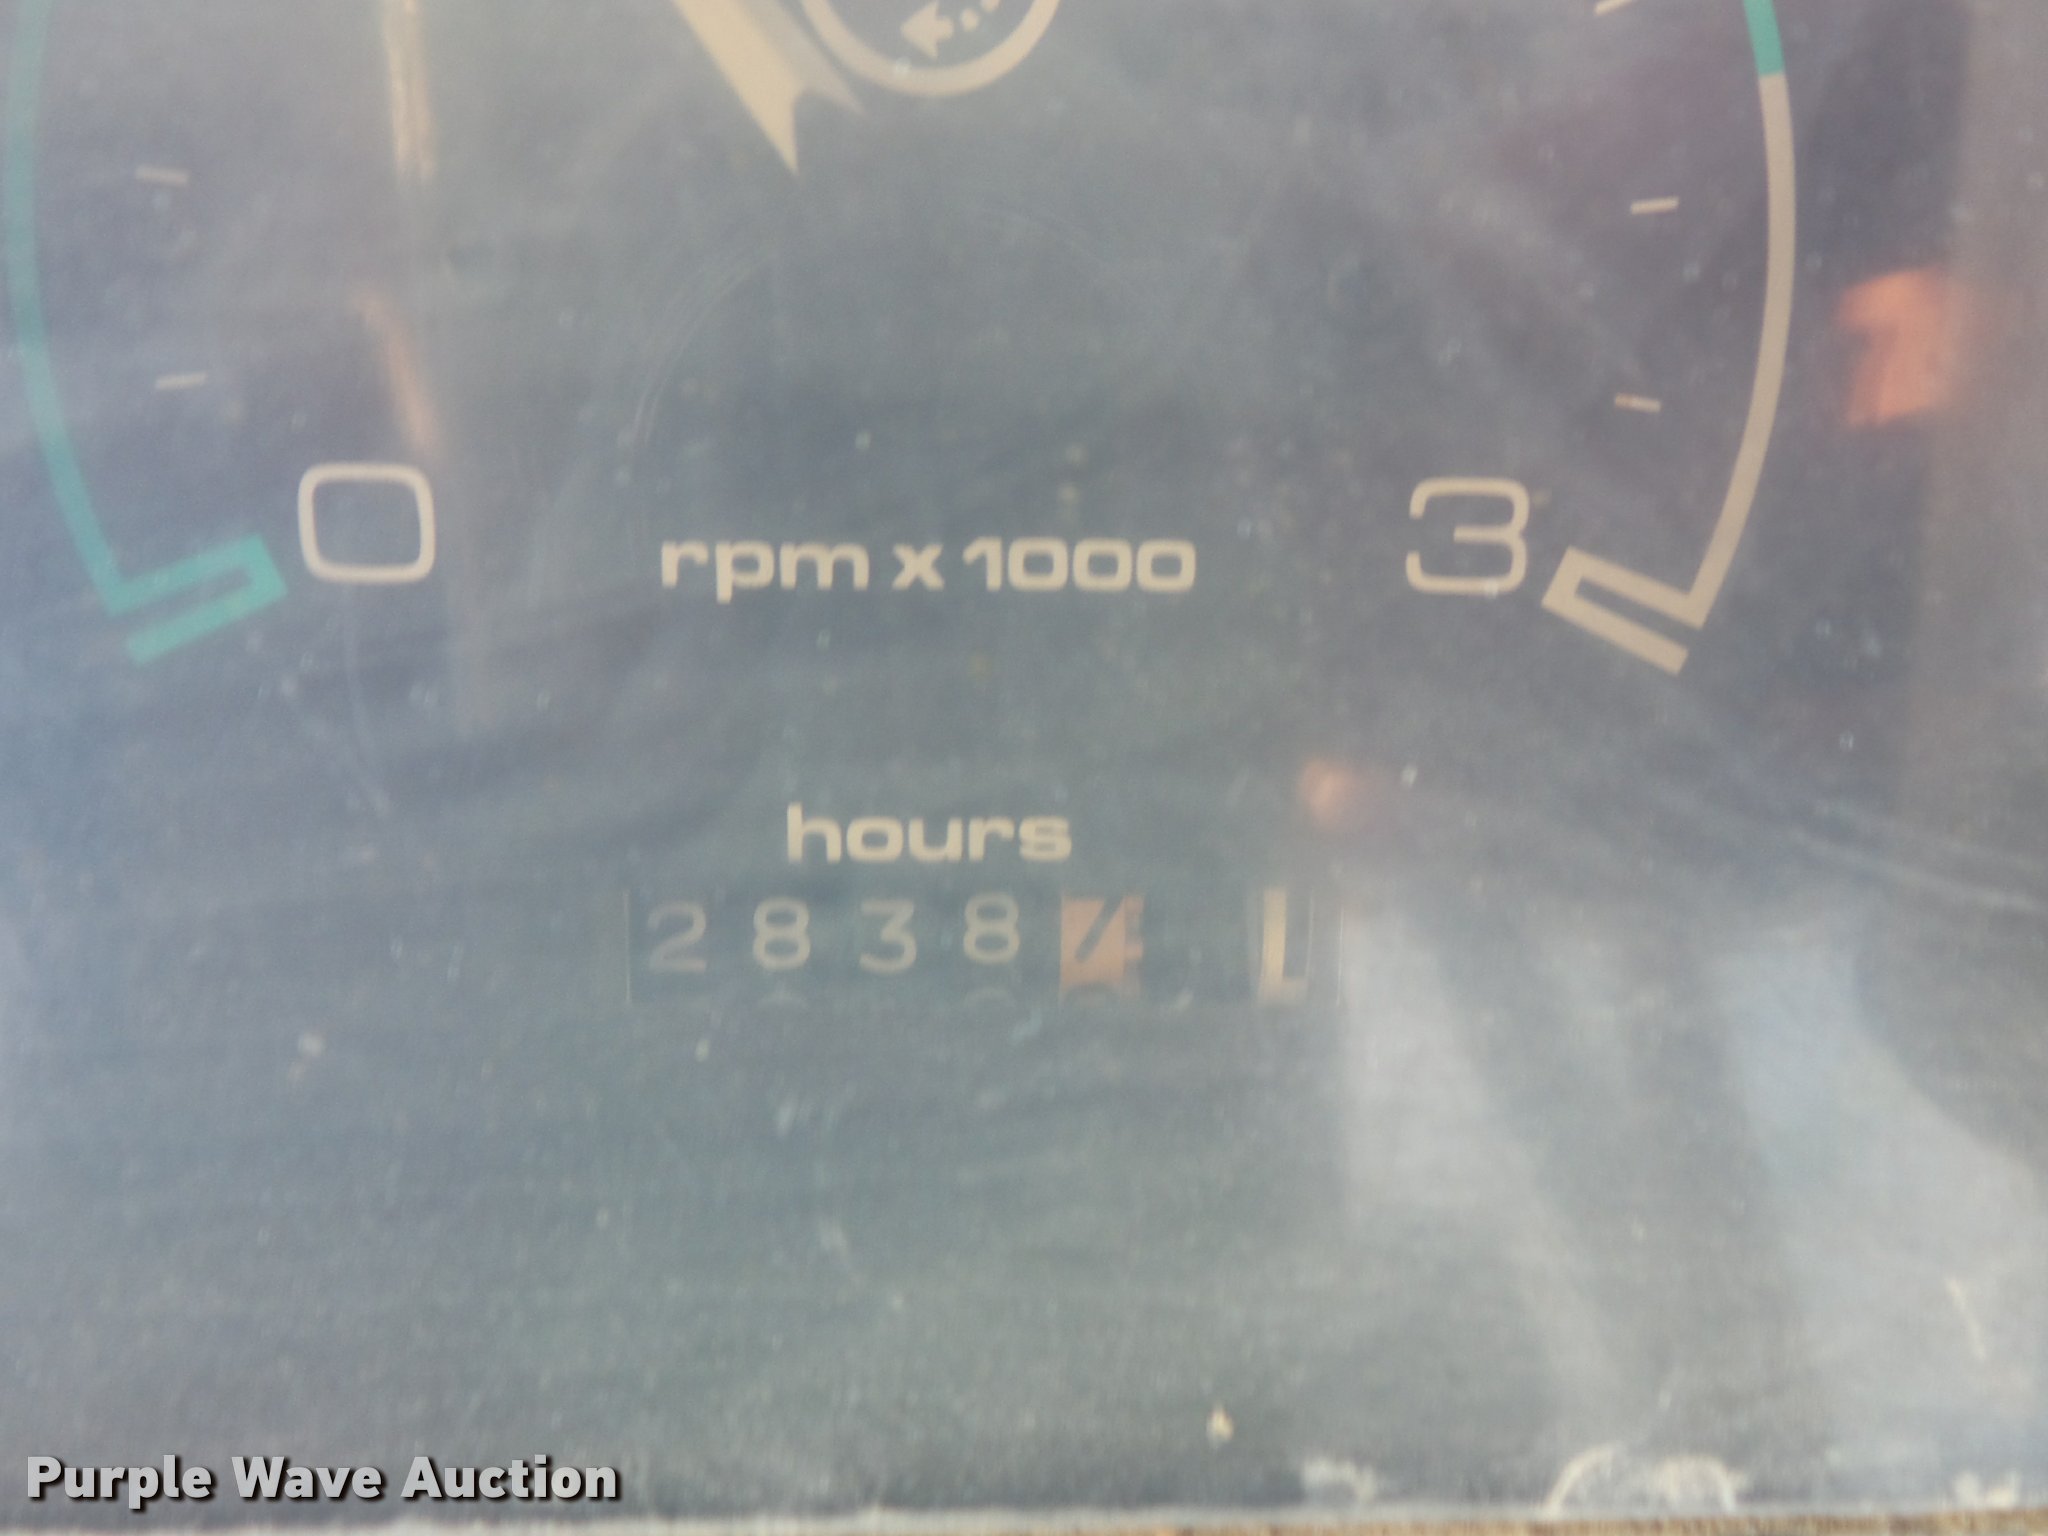 0
3
rpm x 1000
hours
2838
Purple Wave Auction